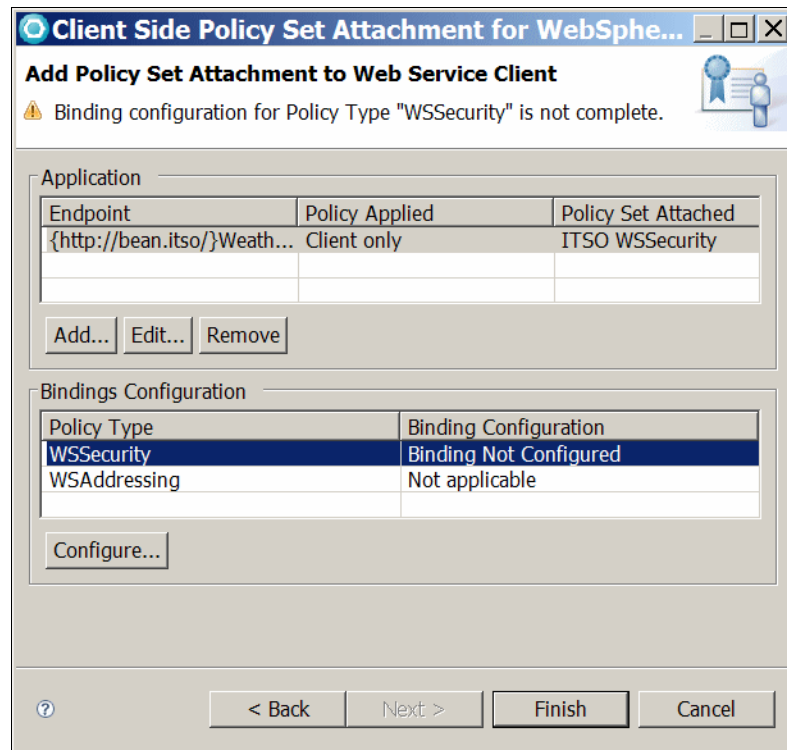 Client Side Policy Set Attachment for WebSphe...
Add Policy Set Attachment to Web Service Client
Binding configuration for Policy Type "WSSecurity" is not complete.
Application
Endpoint Policy Applied Policy Set Attached
{http://bean.itso/}Weath... Client only ITSO WSSecurity
Add... Edit... Remove
Bindings Configuration
Policy Type Binding Configuration
WSSecurity Binding Not Configured
WSAddressing Not applicable
Configure...
? < Back Next > Finish Cancel